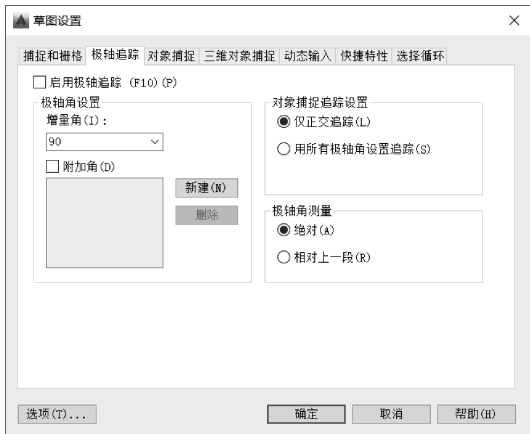 草图设置
捕捉和栅格 极轴追踪 对象捕捉 三维对象捕捉 动态输入 快捷特性 选择循环
启用极轴追踪 (F10)(P)
极轴角设置
增量角(I):
90
附加角(D)
新建(N)
删除
对象捕捉追踪设置
仅正交追踪(L)
用所有极轴角设置追踪(S)
极轴角测量
绝对(A)
相对上一段(R)
选项(T)... 确定 取消 帮助(H)